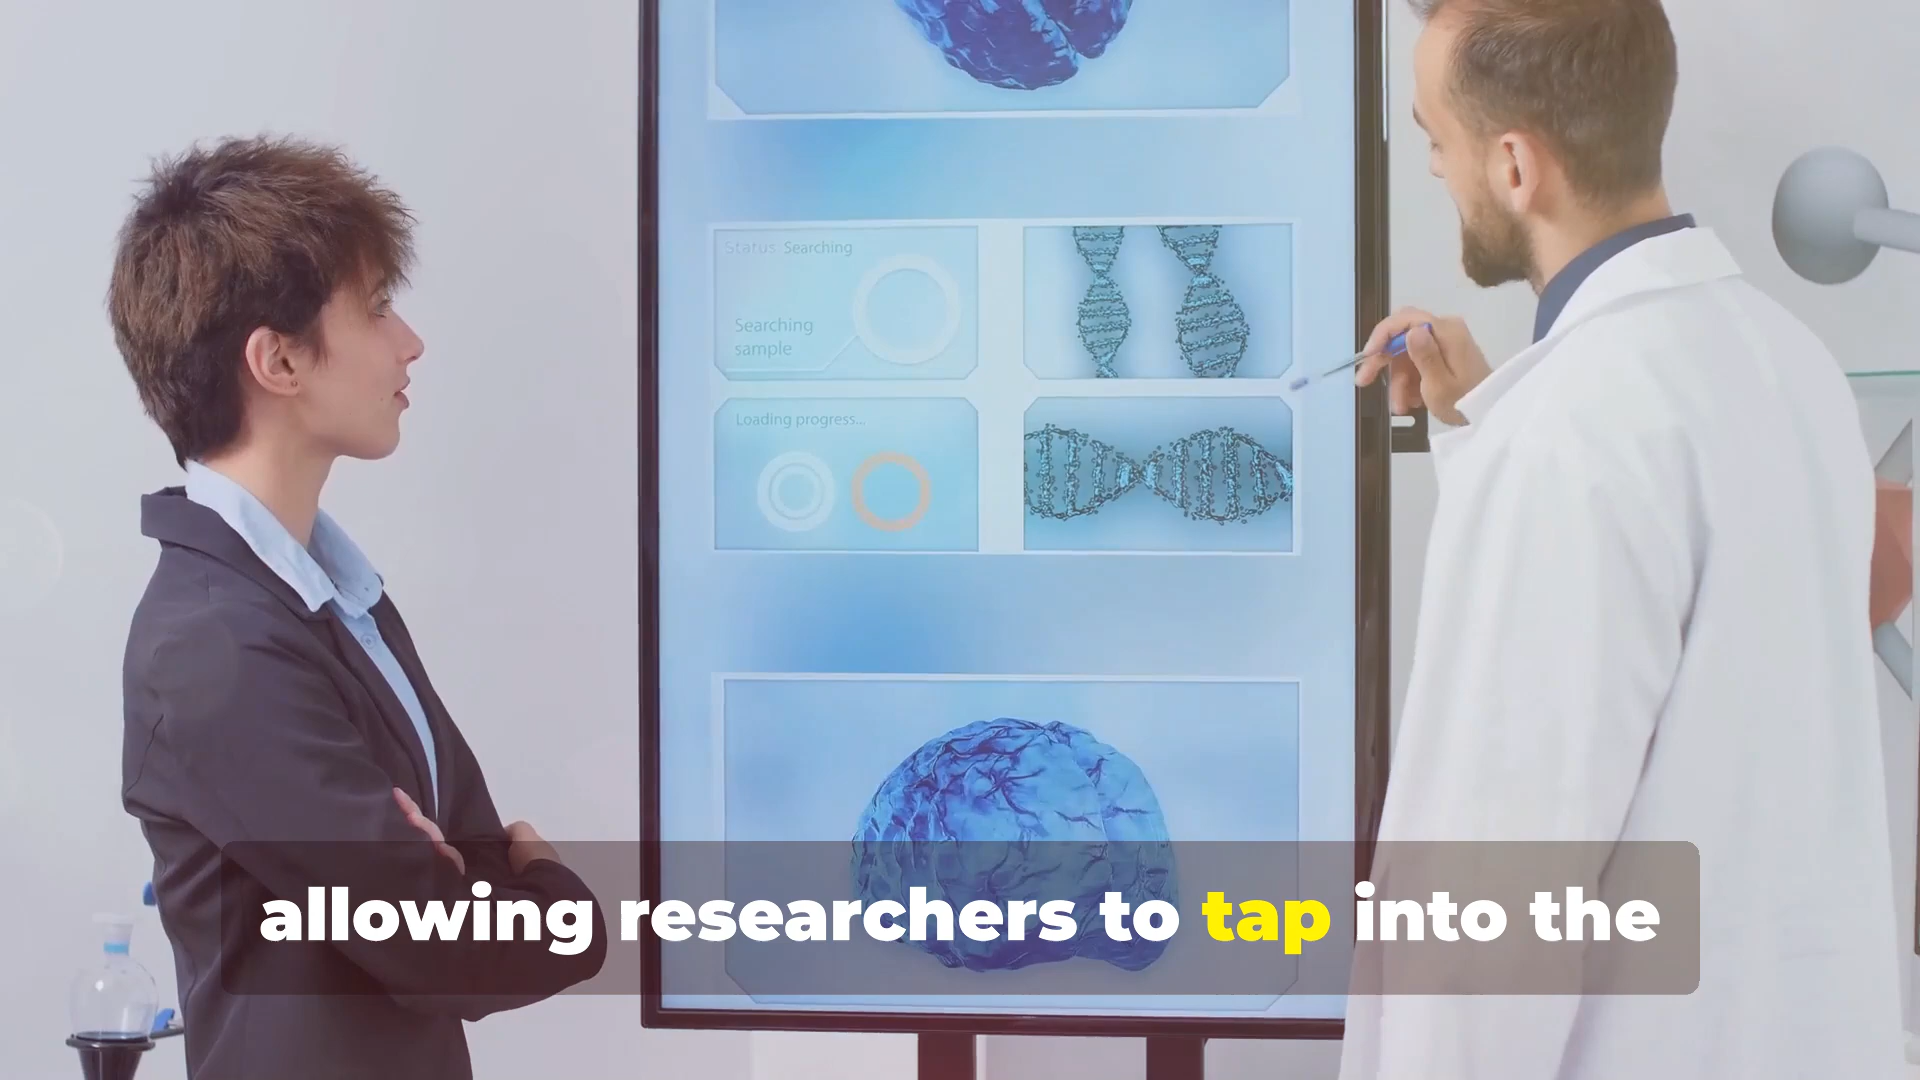 Status: Searching
Searching
sample
Loading progress...
allowing researchers to tap into the